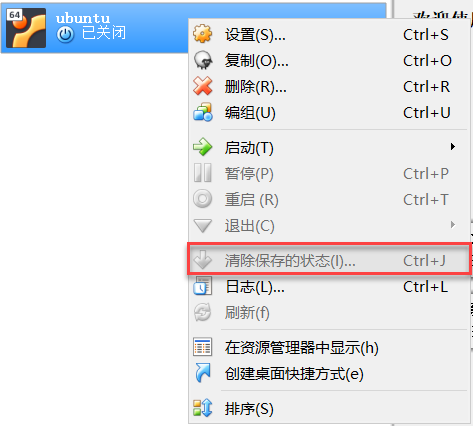 64
ubuntu
已关闭
欢迎使
设置(S)... Ctrl+S
复制(O)... Ctrl+O
删除(R)... Ctrl+R
编组(U) Ctrl+U
启动(T)
暂停(P) Ctrl+P
重启 (R) Ctrl+T
退出(C)
清除保存的状态(I)... Ctrl+J
日志(L)... Ctrl+L
刷新(f)
在资源管理器中显示(h)
创建桌面快捷方式(e)
排序(S)